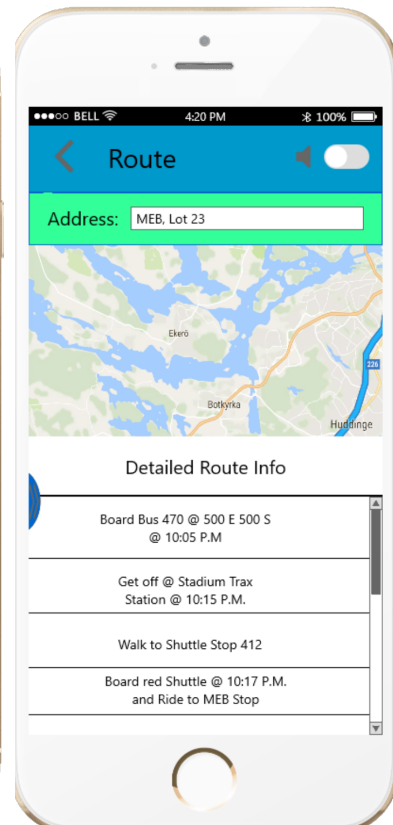 BELL 4:20 PM 100%
Route
Address: MEB, Lot 23
Ekerö
226
Botkyrka
Huddinge
Detailed Route Info
Board Bus 470 @ 500 E 500 S
@ 10:05 P.M
Get off @ Stadium Trax
Station @ 10:15 P.M.
Walk to Shuttle Stop 412
Board red Shuttle @ 10:17 P.M.
and Ride to MEB Stop